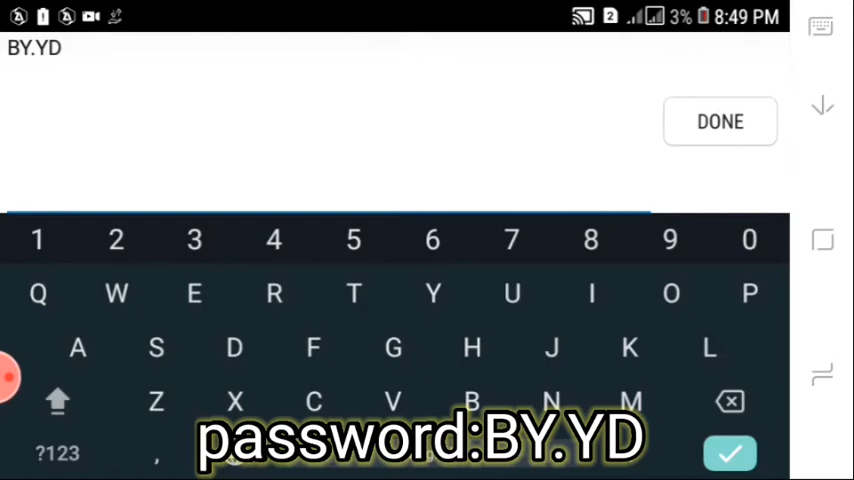 2 3% 8:49 PM
BY.YD
DONE
1 2 3 4 5 6 7 8 9 0
Q W E R T Y U I O P
A S D F G H J K L
Z X C V B N M
password:BY.YD
?123 ,